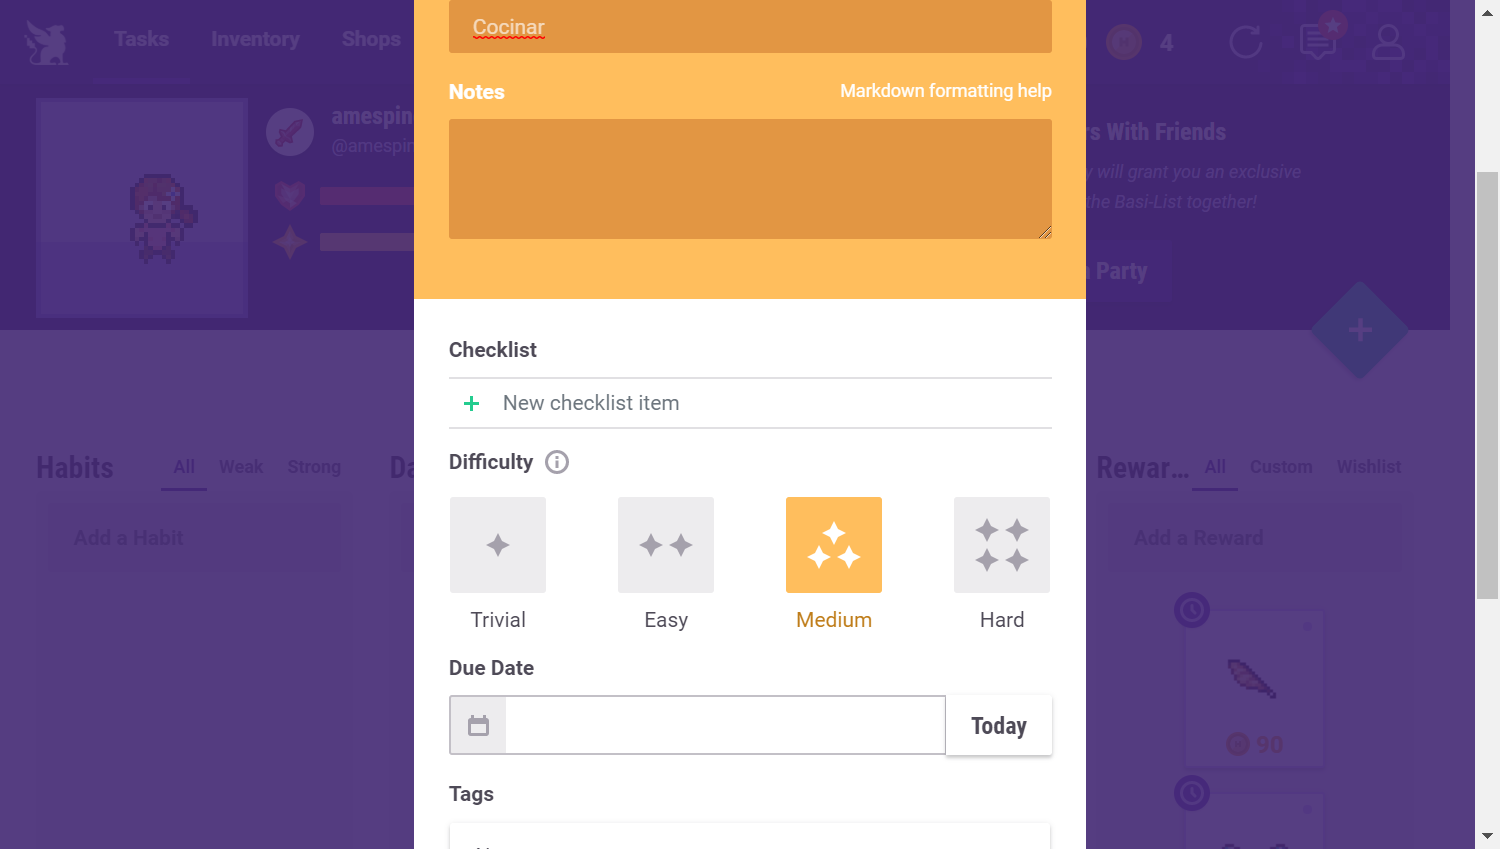 Tasks Inventory Shops
4
Cocinar
Notes Markdown formatting help
amespin
@amespin
rs With Friends
y will grant you an exclusive
the Basi-List together!
a Party
Checklist
New checklist item
Difficulty
Trivial Easy Medium Hard
Due Date
Today
Tags
Habits All Weak Strong
Add a Habit
Da
Rewar... All Custom Wishlist
Add a Reward
90